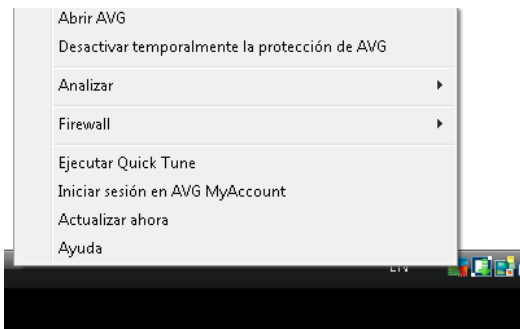 Abrir AVG
Desactivar temporalmente la protección de AVG
Analizar
Firewall
Ejecutar Quick Tune
Iniciar sesión en AVG MyAccount
Actualizar ahora
Ayuda
EN